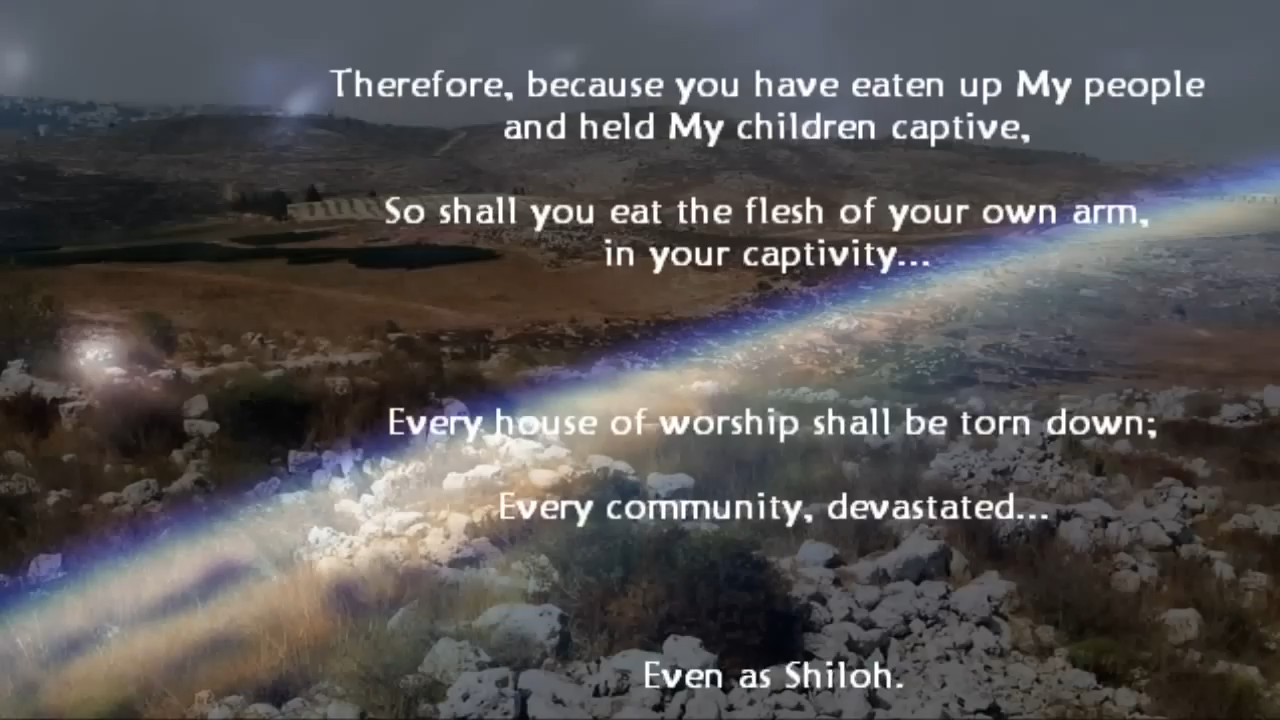 Therefore, because you have eaten up My people
and held My children captive,
So shall you eat the flesh of your own arm,
in your captivity...
Every house of worship shall be torn down;
Every community, devastated...
Even as Shiloh.